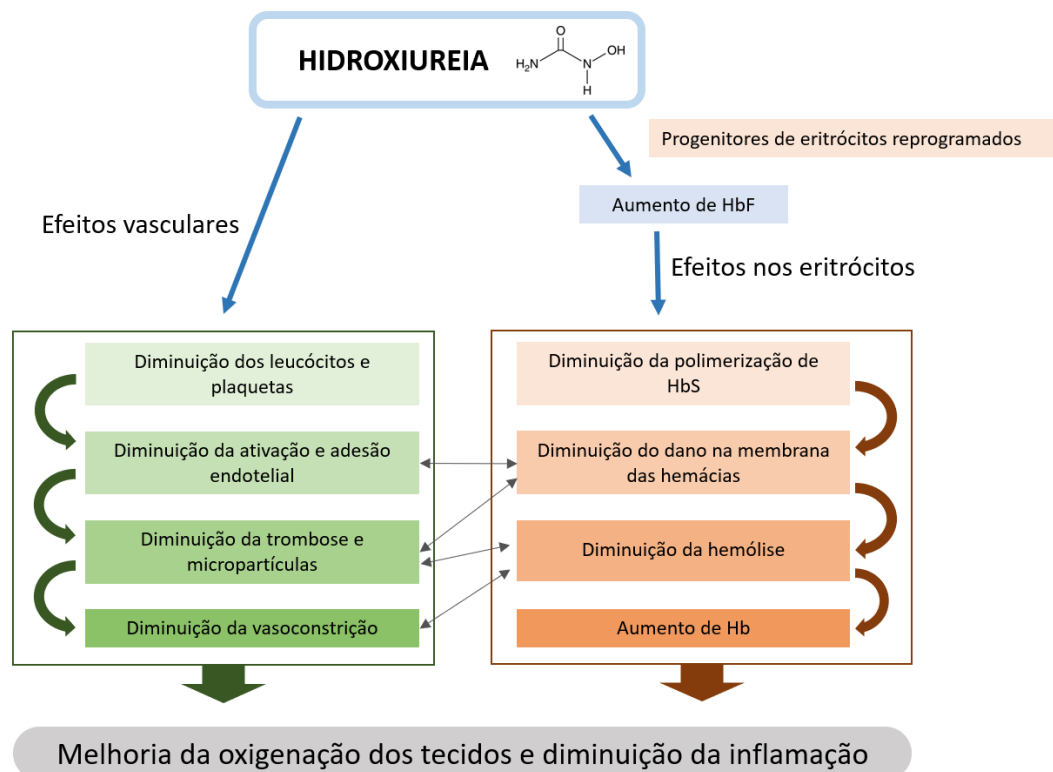 HIDROXIUREIA
O
OH
H₂N
N
H
Progenitores de eritrócitos reprogramados
Aumento de HbF
Efeitos vasculares
Efeitos nos eritrócitos
Diminuição dos leucócitos e
plaquetas
Diminuição da ativação e adesão
endotelial
Diminuição da trombose e
micropartículas
Diminuição da vasoconstrição
Diminuição da polimerização de
HbS
Diminuição do dano na membrana
das hemácias
Diminuição da hemólise
Aumento de Hb
Melhoria da oxigenação dos tecidos e diminuição da inflamação